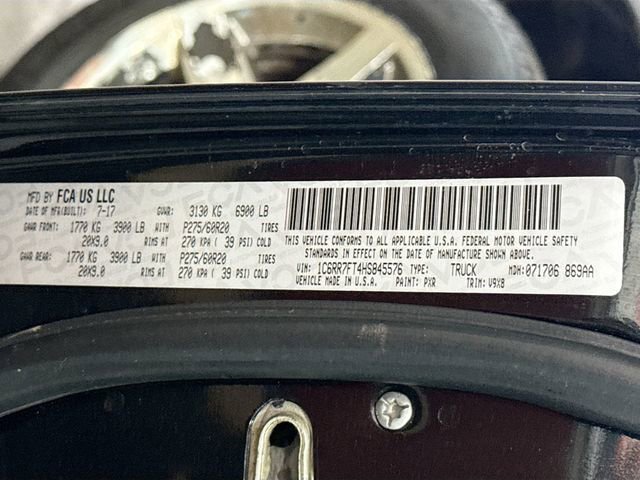 MFD BY FCA US LLC
DATE OF MFR(BUILT): 7-17 GVWR: 3130 KG 6900 LB
GAWR FRONT: 1770 KG 3900 LB WITH P275/60R20 TIRES
20X9.0 RIMS AT 270 KPA ( 39 PSI) COLD
GAWR REAR: 1770 KG 3900 LB WITH P275/60R20 TIRES
20X9.0 RIMS AT 270 KPA ( 39 PSI) COLD
THIS VEHICLE CONFORMS TO ALL APPLICABLE U.S.A. FEDERAL MOTOR VEHICLE SAFETY
STANDARDS IN EFFECT ON THE DATE OF MANUFACTURE SHOWN ABOVE
VIN: 1C6RR7FT4HS845576 TYPE: TRUCK MDH: 071706 869AA
VEHICLE MADE IN U.S.A. PAINT: PXR TRIM: V9X8